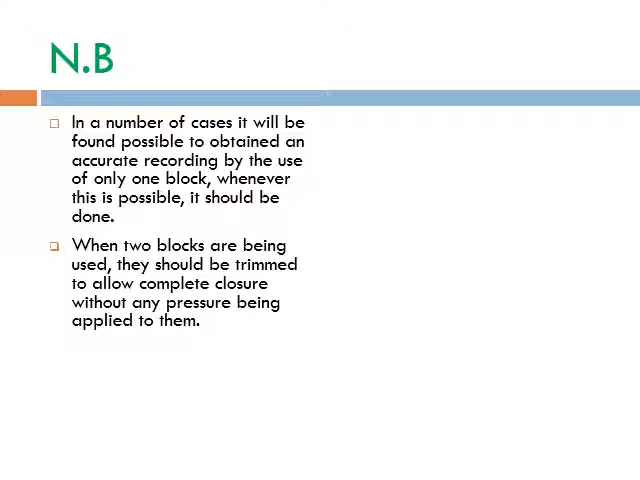 N.B
In a number of cases it will be
found possible to obtained an
accurate recording by the use
of only one block, whenever
this is possible, it should be
done.
When two blocks are being
used, they should be trimmed
to allow complete closure
without any pressure being
applied to them.